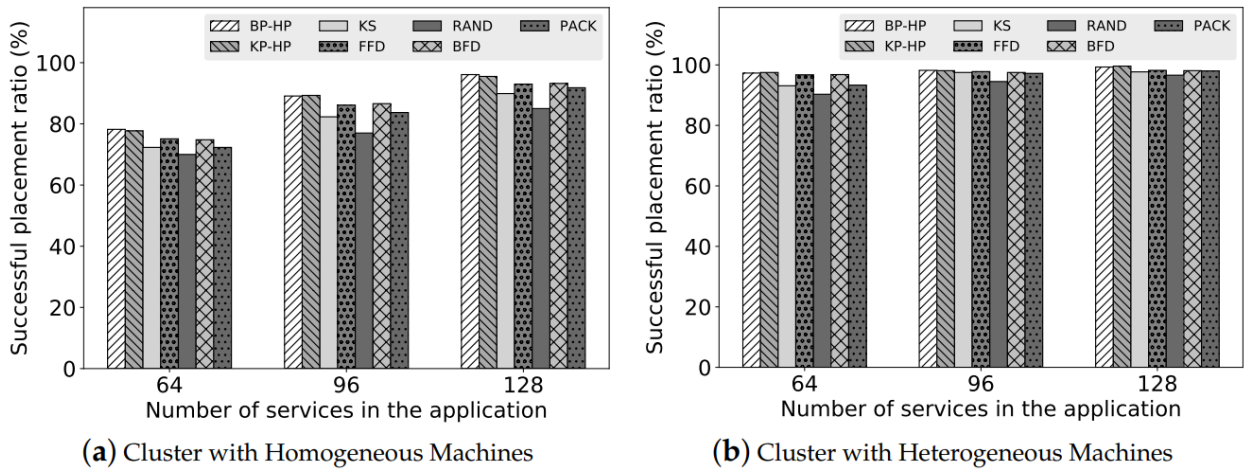 BP-HP KS RAND PACK
KP-HP FFD BFD
Successful placement ratio (%)
100
80
60
40
20
0
64 96 128
Number of services in the application
(a) Cluster with Homogeneous Machines
BP-HP KS RAND PACK
KP-HP FFD BFD
Successful placement ratio (%)
100
80
60
40
20
0
64 96 128
Number of services in the application
(b) Cluster with Heterogeneous Machines